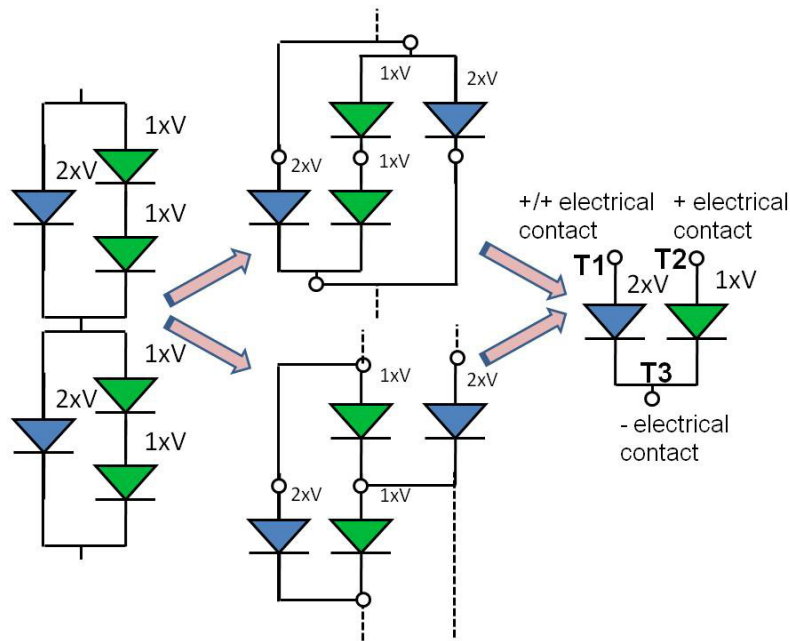 1xV
2xV
1xV
1xV
2xV
1xV
1xV
2xV
2xV
1xV
1xV
2xV
2xV
1xV
+/+ electrical
contact
+ electrical
contact
T1
T2
2xV
1xV
T3
- electrical
contact